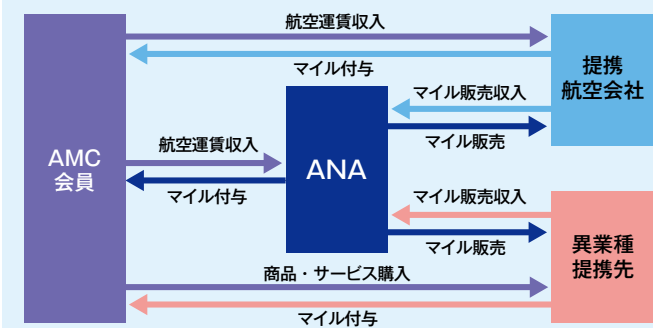 航空運賃収入
マイル付与
提携
航空会社
マイル販売収入
マイル販売
AMC
会員
航空運賃収入
マイル付与
ANA
マイル販売収入
マイル販売
異業種
提携先
商品・サービス購入
マイル付与